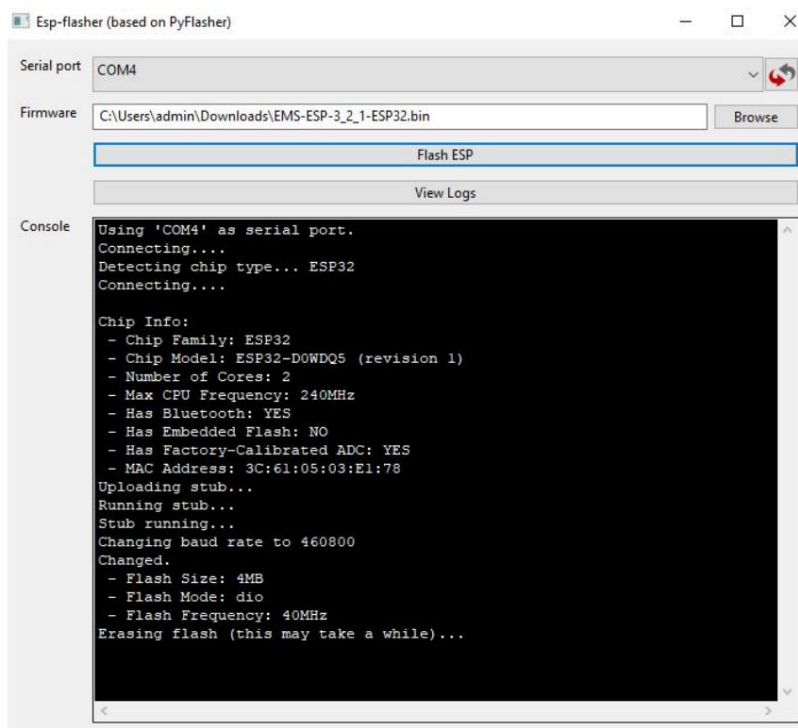 Esp-flasher (based on PyFlasher)
Serial port
COM4
Firmware
C:\Users\admin\Downloads\EMS-ESP-3_2_1-ESP32.bin
Browse
Flash ESP
View Logs
Console
Using 'COM4' as serial port.
Connecting....
Detecting chip type... ESP32
Connecting....
Chip Info:
- Chip Family: ESP32
- Chip Model: ESP32-D0WDQ5 (revision 1)
- Number of Cores: 2
- Max CPU Frequency: 240MHz
- Has Bluetooth: YES
- Has Embedded Flash: NO
- Has Factory-Calibrated ADC: YES
- MAC Address: 3C:61:05:03:E1:78
Uploading stub...
Running stub...
Stub running...
Changing baud rate to 460800
Changed.
- Flash Size: 4MB
- Flash Mode: dio
- Flash Frequency: 40MHz
Erasing flash (this may take a while)...